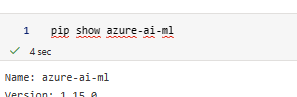 1 pip show azure-ai-ml
4 sec
Name: azure-ai-ml
Version: 1.15.0